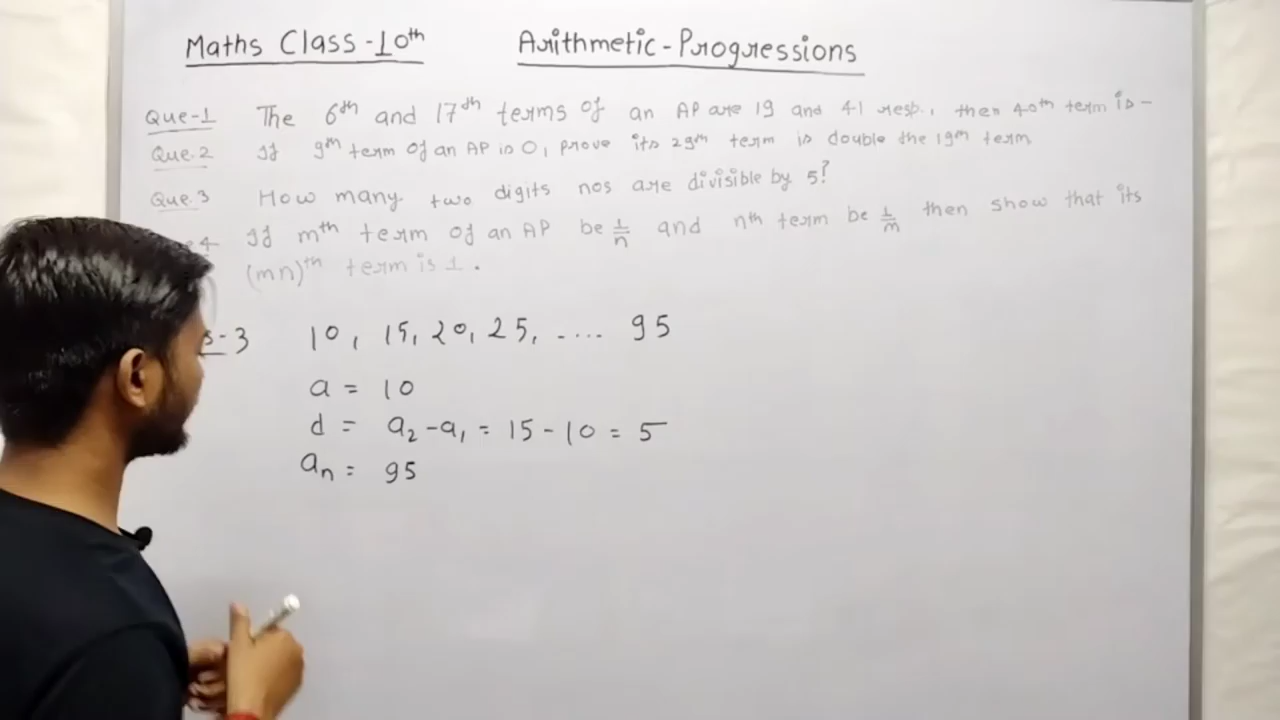 Maths Class-10th Arithmetic-Progressions
Que-1 The 6th and 17th terms of an AP are 19 and 41 resp., then 40th term is-
Que.2 If 9th term of an AP is 0, prove its 29th term is double the 19th term
Que.3 How many two digits nos are divisible by 5?
4 If mth term of an AP be 1/n and nth term be 1/m then show that its
(mn)th term is 1.
-3 10, 15, 20, 25, ..... 95
a = 10
d = a2-a1 = 15-10 = 5
an = 95